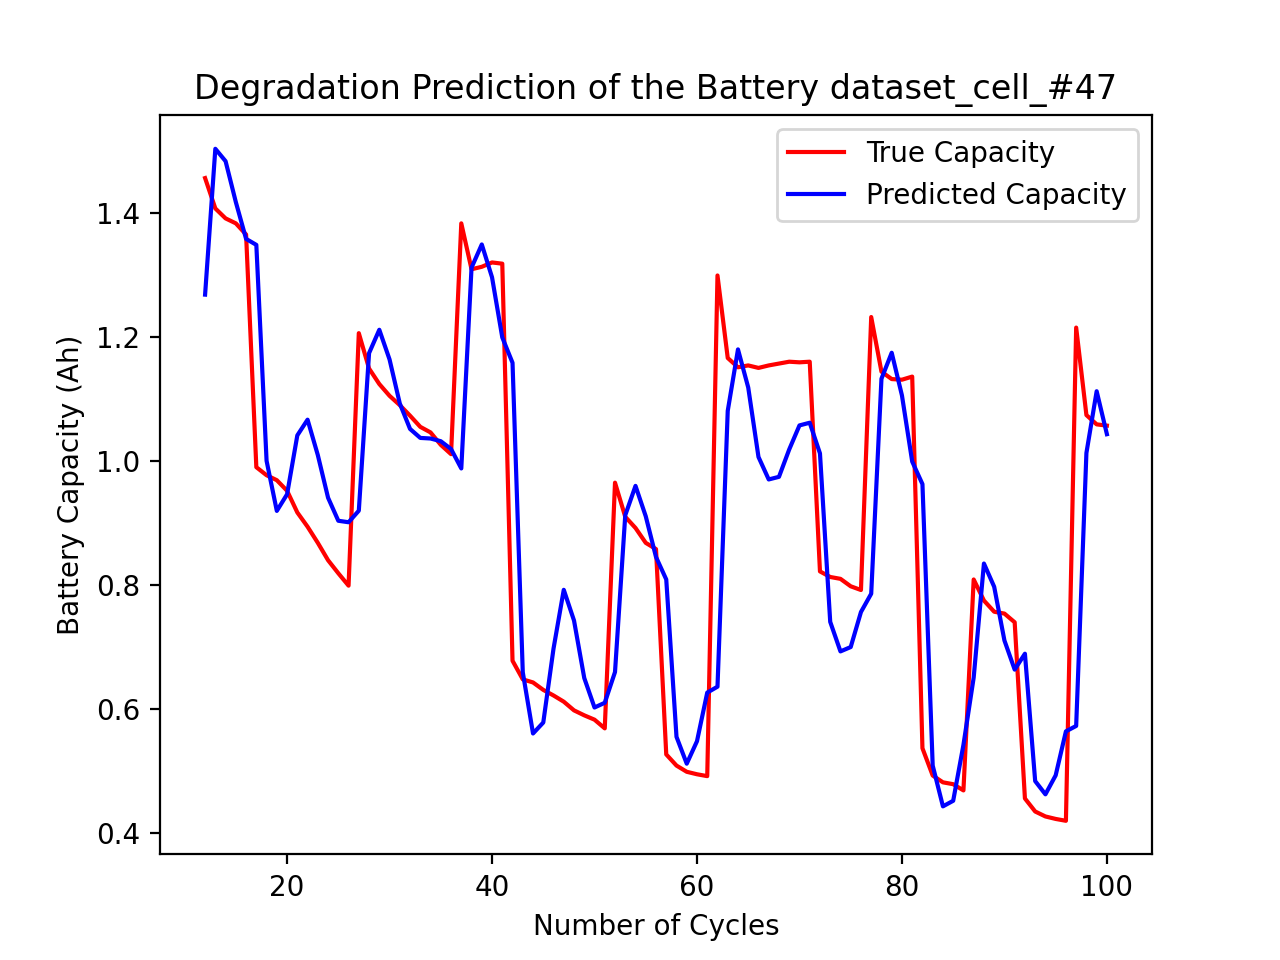 Degradation Prediction of the Battery dataset_cell_#47
True Capacity
Predicted Capacity
Battery Capacity (Ah)
1.4
1.2
1.0
0.8
0.6
0.4
20 40 60 80 100
Number of Cycles